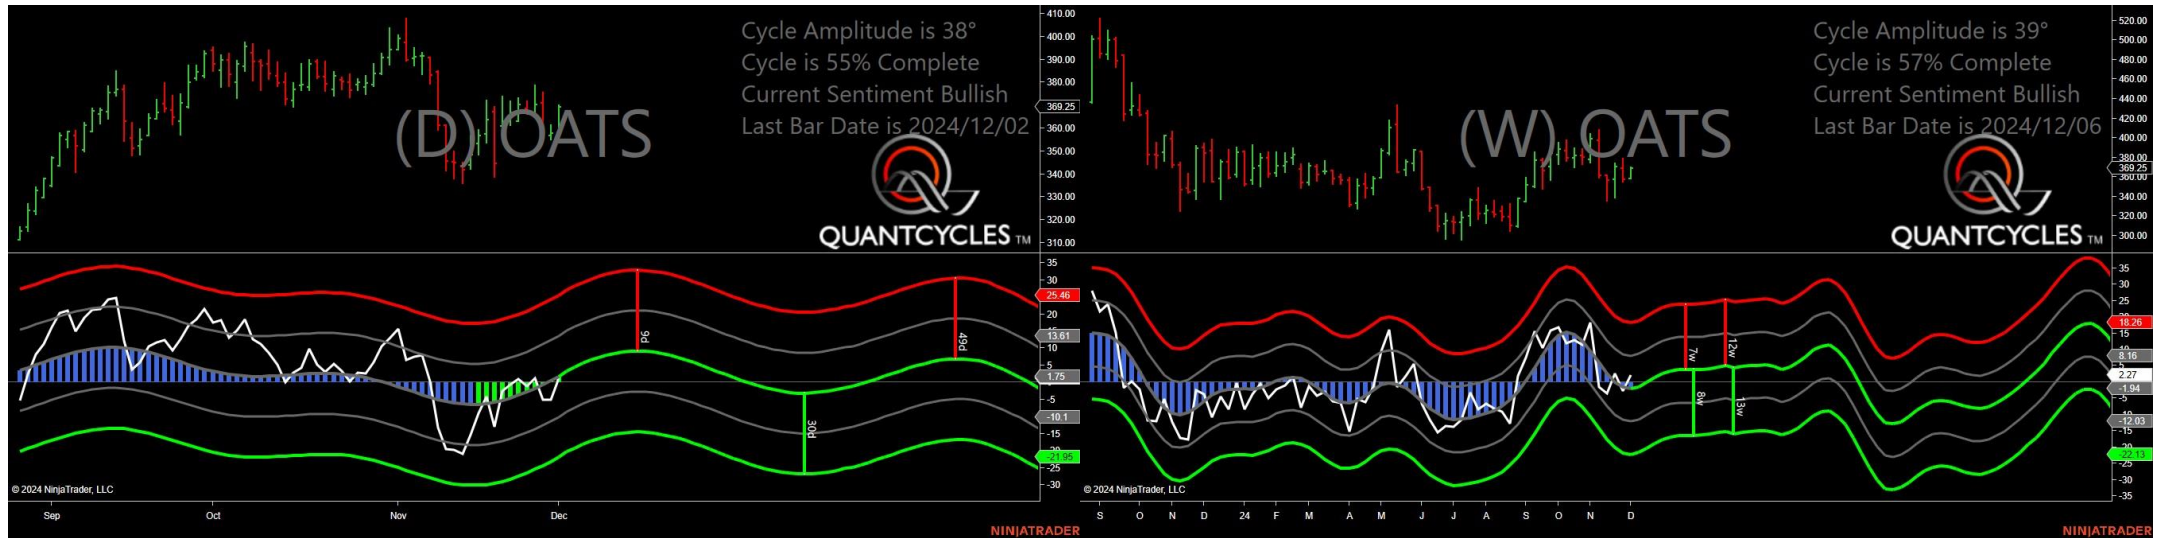 Cycle Amplitude is 38°
Cycle is 55% Complete
Current Sentiment Bullish
Last Bar Date is 2024/12/02
(D) OATS
QUANTCYCLES TM
410.00
400.00
390.00
380.00
369.25
360.00
350.00
340.00
330.00
320.00
310.00
35
30
25.46
13.61
10
5
1.75
-5
-10.1
-15
-21.95
-25
-30
9d
30d
49d
© 2024 NinjaTrader, LLC
Sep Oct Nov Dec
NINJATRADER
Cycle Amplitude is 39°
Cycle is 57% Complete
Current Sentiment Bullish
Last Bar Date is 2024/12/06
(W) OATS
QUANTCYCLES TM
520.00
500.00
480.00
460.00
440.00
420.00
400.00
380.00
369.25
360.00
340.00
320.00
300.00
35
30
25
18.26
15
8.16
5
2.27
-1.94
-5
-12.03
-15
-22.13
-25
-30
-35
7w
12w
8w
13w
© 2024 NinjaTrader, LLC
S O N D 24 F M A M J J A S O N D
NINJATRADER